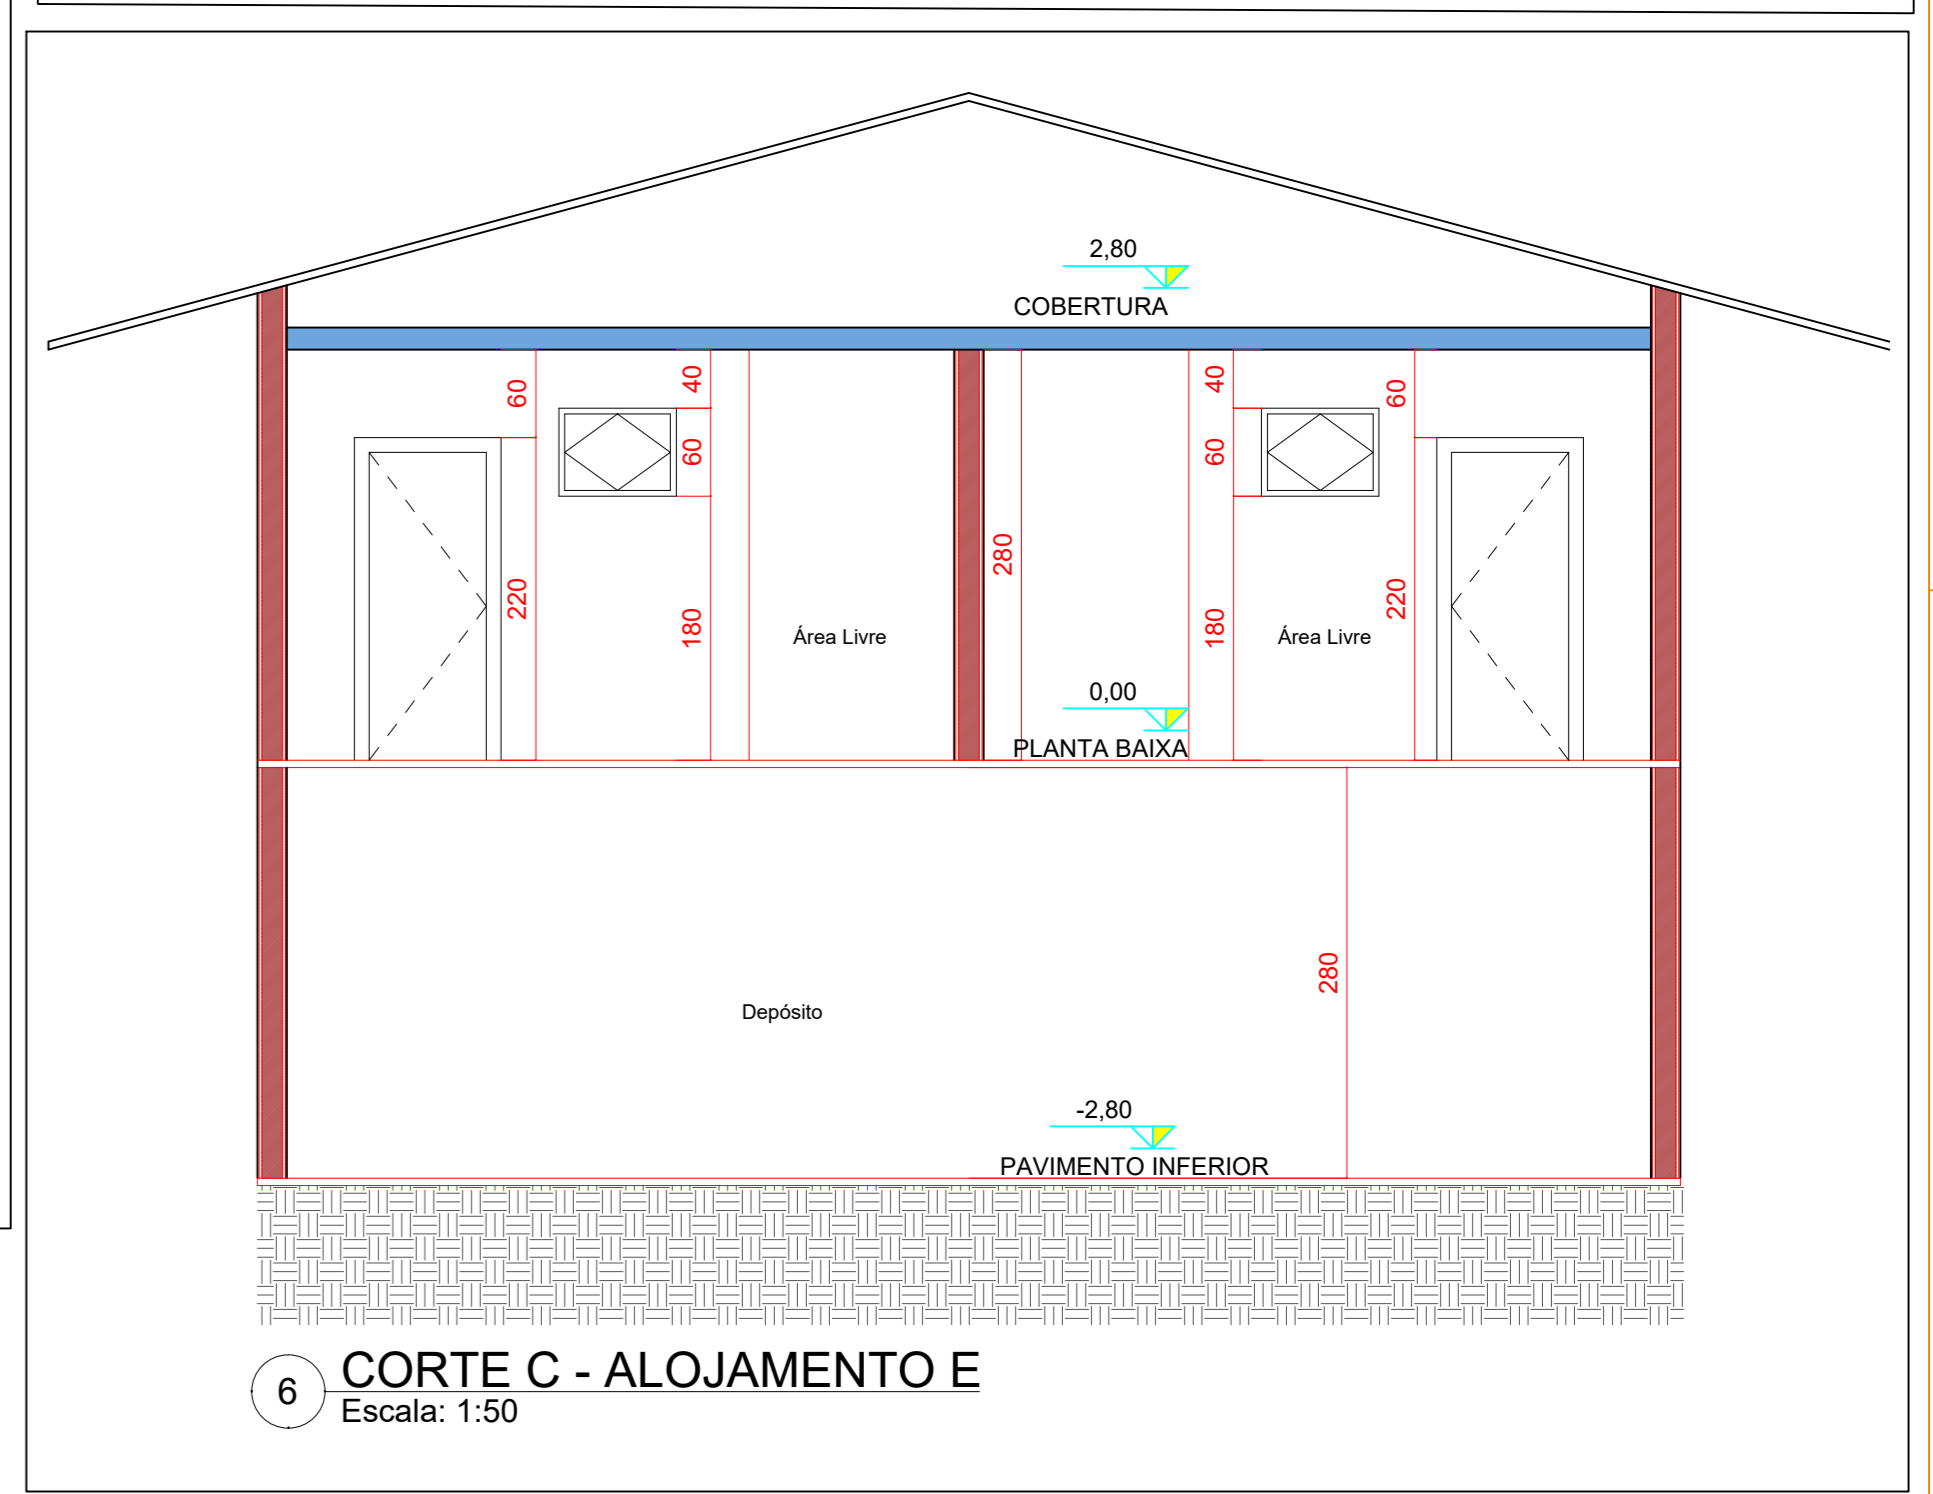 2,80
COBERTURA
60
40
40
60
60
60
280
220
180
180
220
Área Livre
Área Livre
0,00
PLANTA BAIXA
280
Depósito
-2,80
PAVIMENTO INFERIOR
6
CORTE C - ALOJAMENTO E
Escala: 1:50